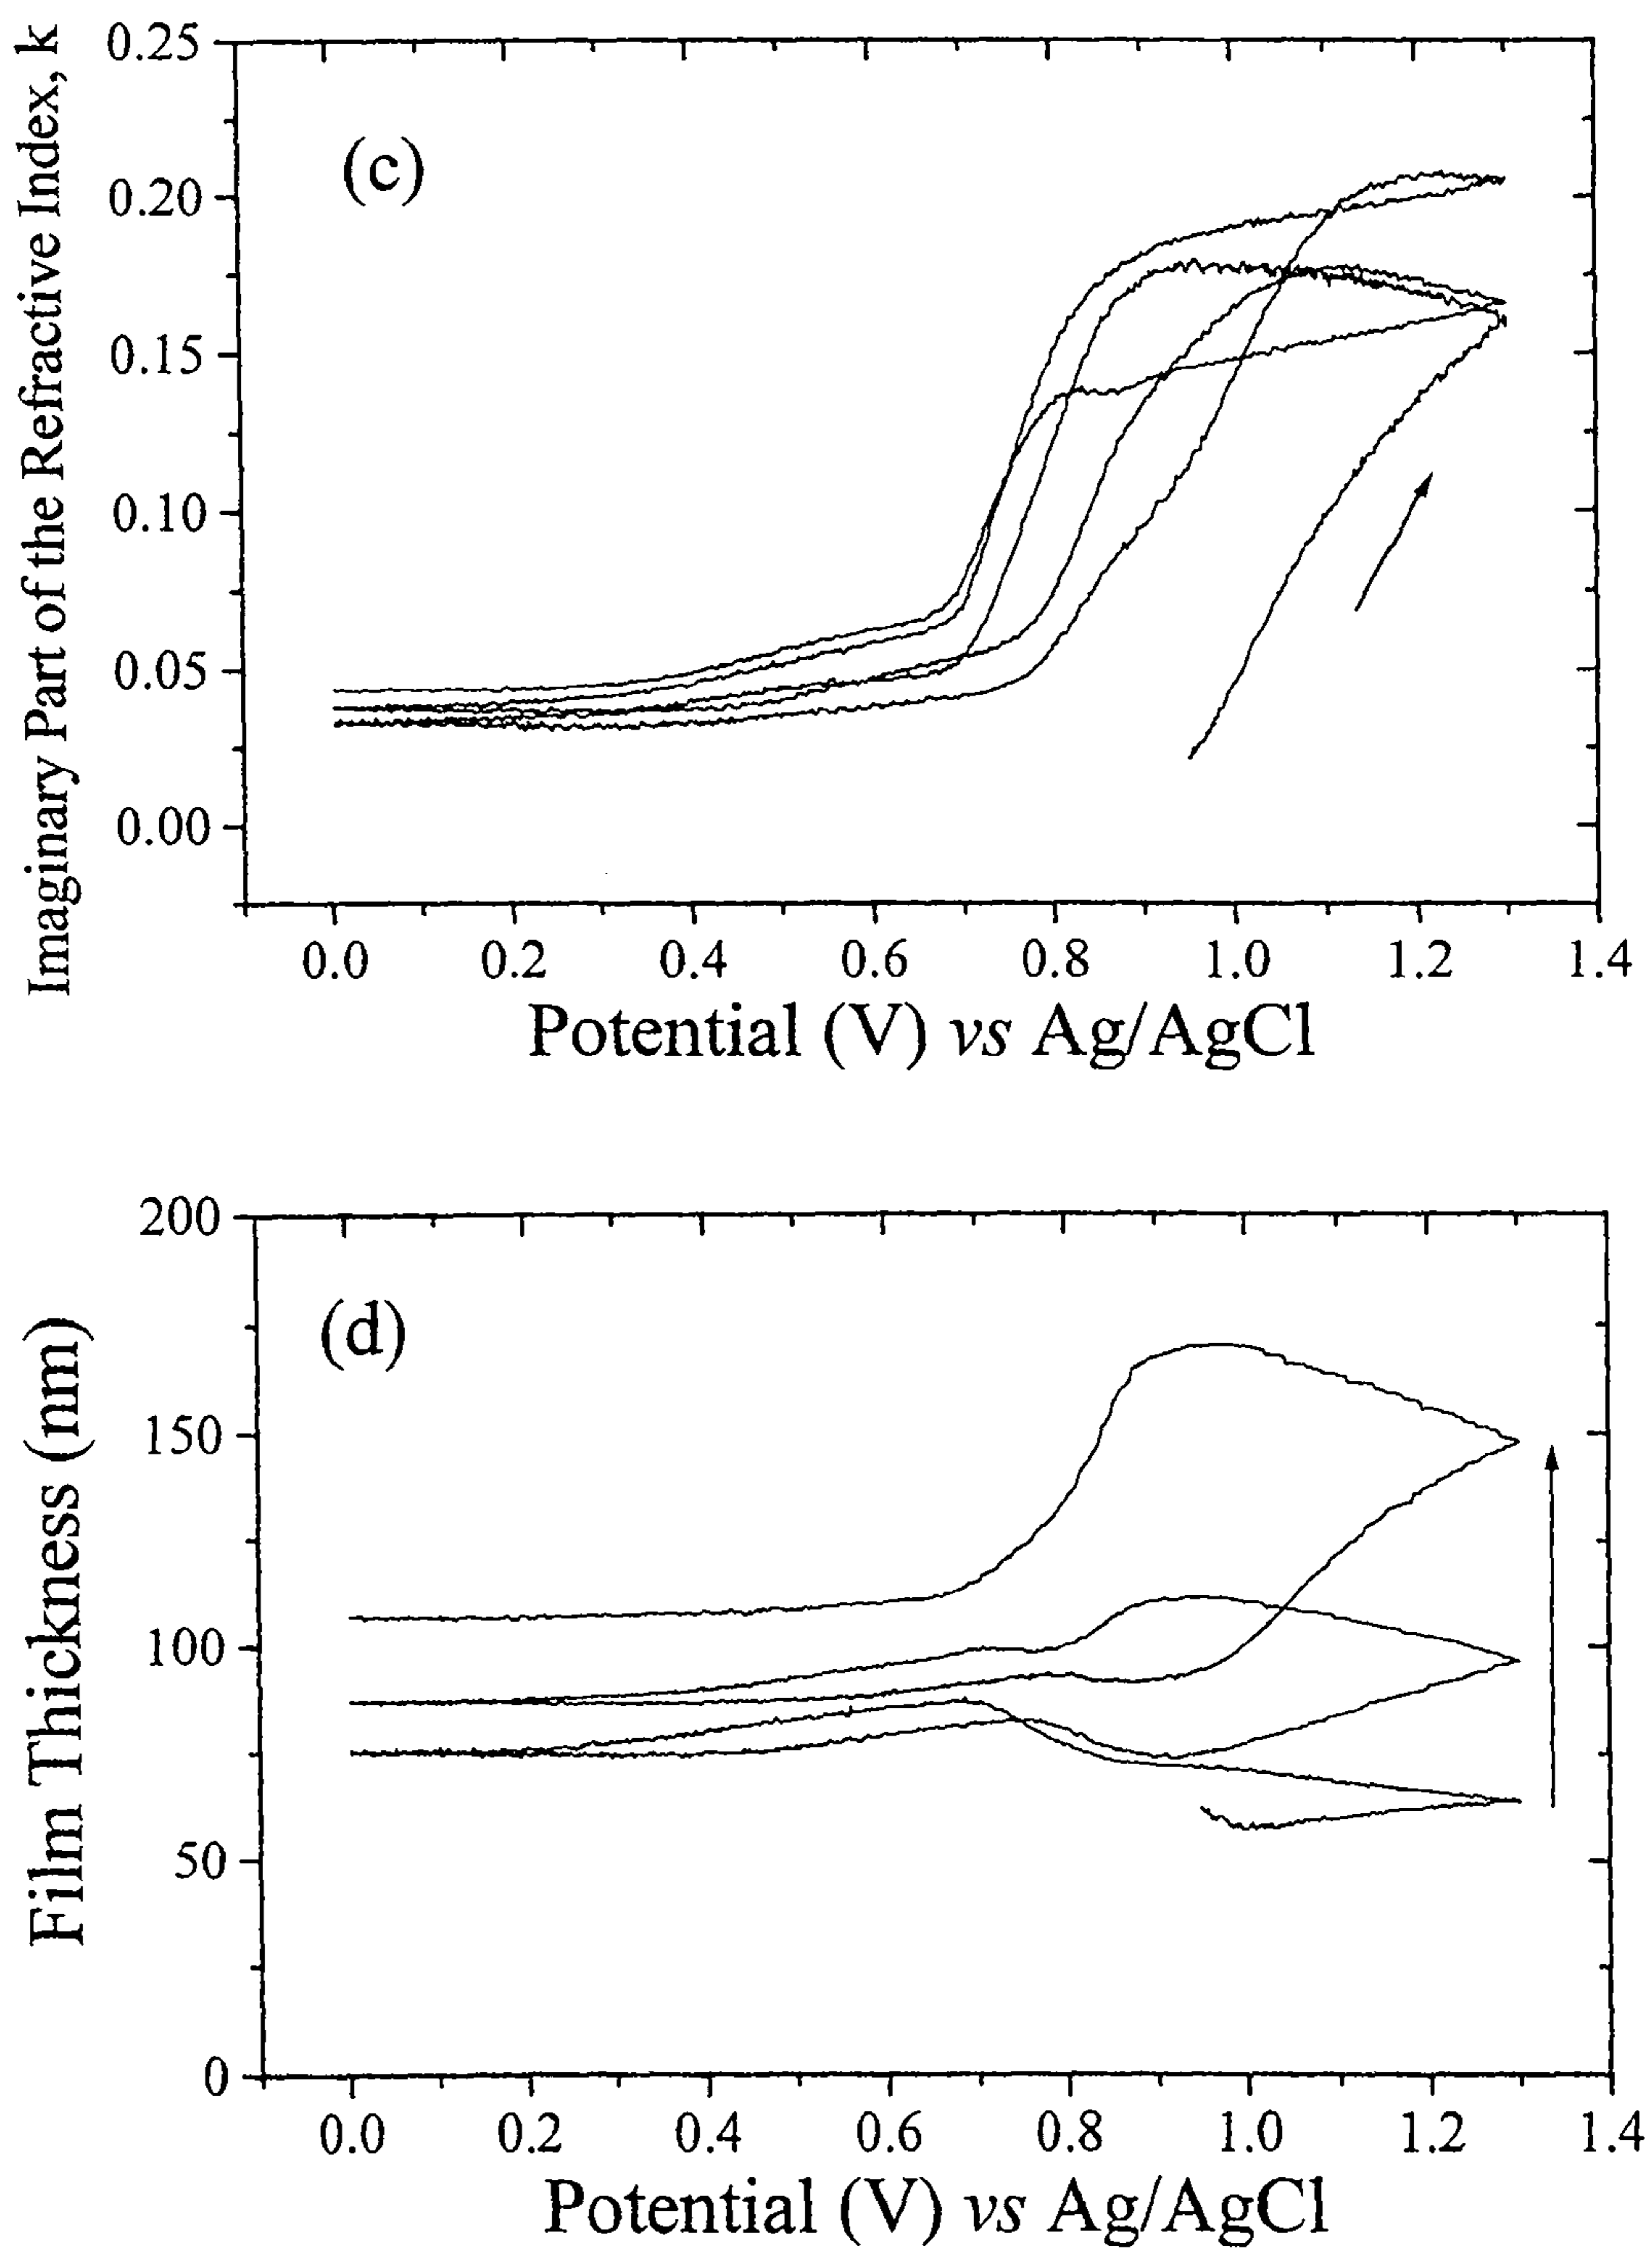 Imaginary Part of the Refractive Index, k
0.25
0.20
0.15
0.10
0.05
0.00
(c)
0.0 0.2 0.4 0.6 0.8 1.0 1.2 1.4
Potential (V) vs Ag/AgCl
Film Thickness (nm)
200
150
100
50
0
(d)
0.0 0.2 0.4 0.6 0.8 1.0 1.2 1.4
Potential (V) vs Ag/AgCl